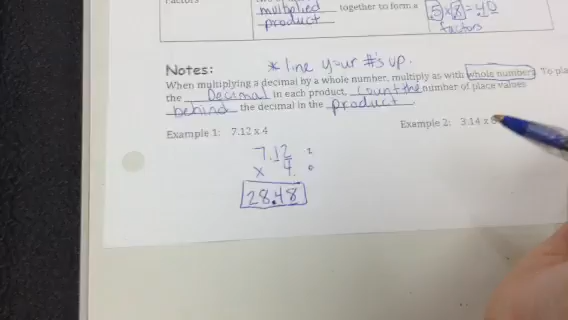 Factors
multiplied together to form a 5 x 8 = 40
product
factors
Notes: * line your #'s up.
When multiplying a decimal by a whole number, multiply as with whole numbers. To
the Decimal in each product, count the number of place values
behind the decimal in the product.
Example 1: 7.12 x 4
Example 2: 3.14 x
7.12 2
x 4. 0
28.48